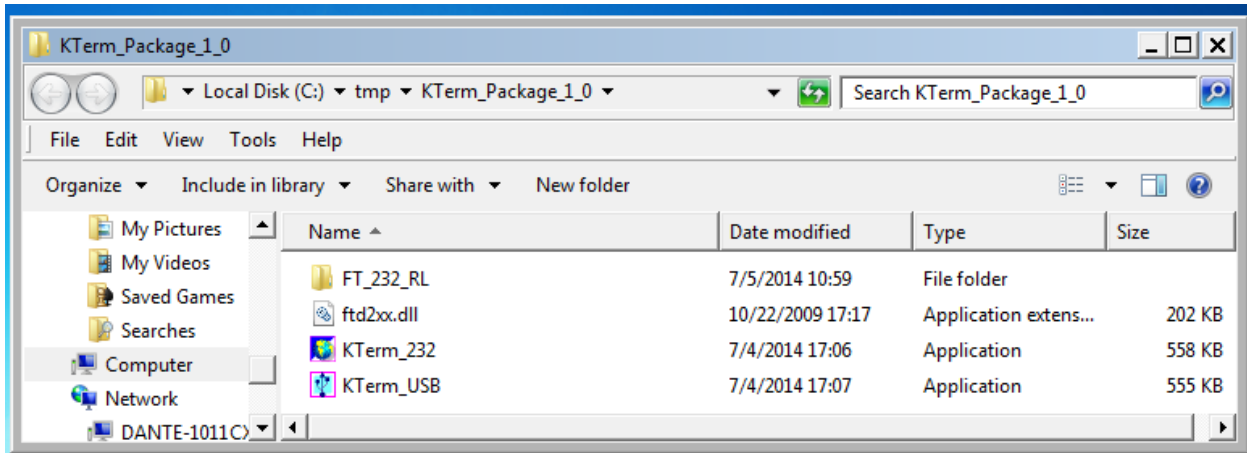 KTerm_Package_1_0
Local Disk (C:) tmp KTerm_Package_1_0
Search KTerm_Package_1_0
File Edit View Tools Help
Organize Include in library Share with New folder
My Pictures
My Videos
Saved Games
Searches
Computer
Network
DANTE-1011C
Name Date modified Type Size
FT_232_RL 7/5/2014 10:59 File folder
ftd2xx.dll 10/22/2009 17:17 Application extens... 202 KB
KTerm_232 7/4/2014 17:06 Application 558 KB
KTerm_USB 7/4/2014 17:07 Application 555 KB